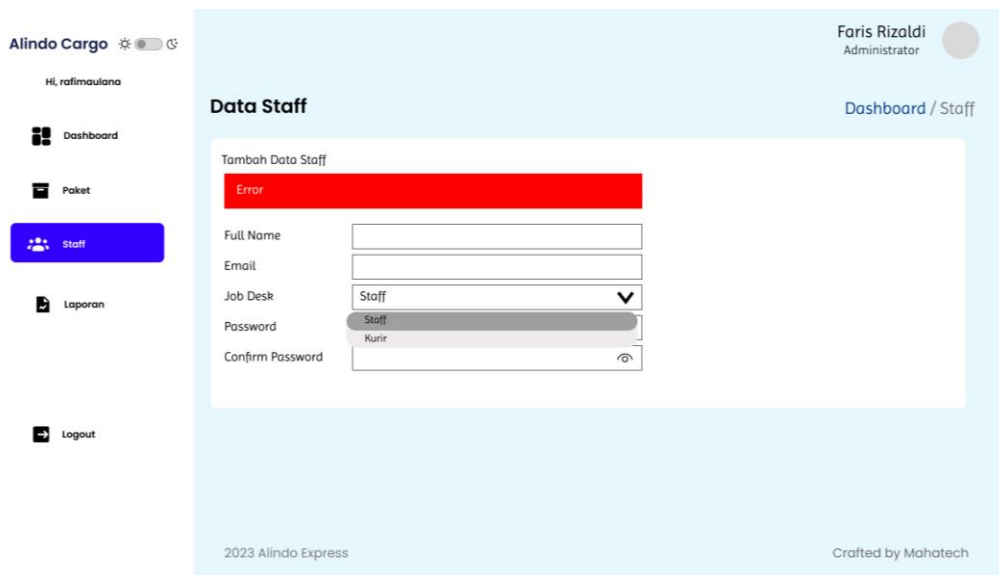 Alindo Cargo
Hi, rafimaulana
Dashboard
Paket
Staff
Laporan
Logout
Faris Rizaldi
Administrator
Data Staff
Dashboard / Staff
Tambah Data Staff
Error
Full Name
Email
Job Desk Staff
Staff
Password
Kurir
Confirm Password
2023 Alindo Express
Crafted by Mahatech